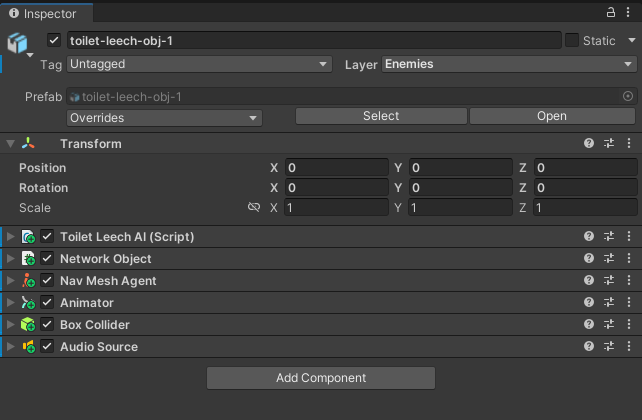 Inspector
toilet-leech-obj-1 Static
Tag Untagged Layer Enemies
Prefab toilet-leech-obj-1
Overrides Select Open
Transform
Position X 0 Y 0 Z 0
Rotation X 0 Y 0 Z 0
Scale X 1 Y 1 Z 1
Toilet Leech AI (Script)
Network Object
Nav Mesh Agent
Animator
Box Collider
Audio Source
Add Component